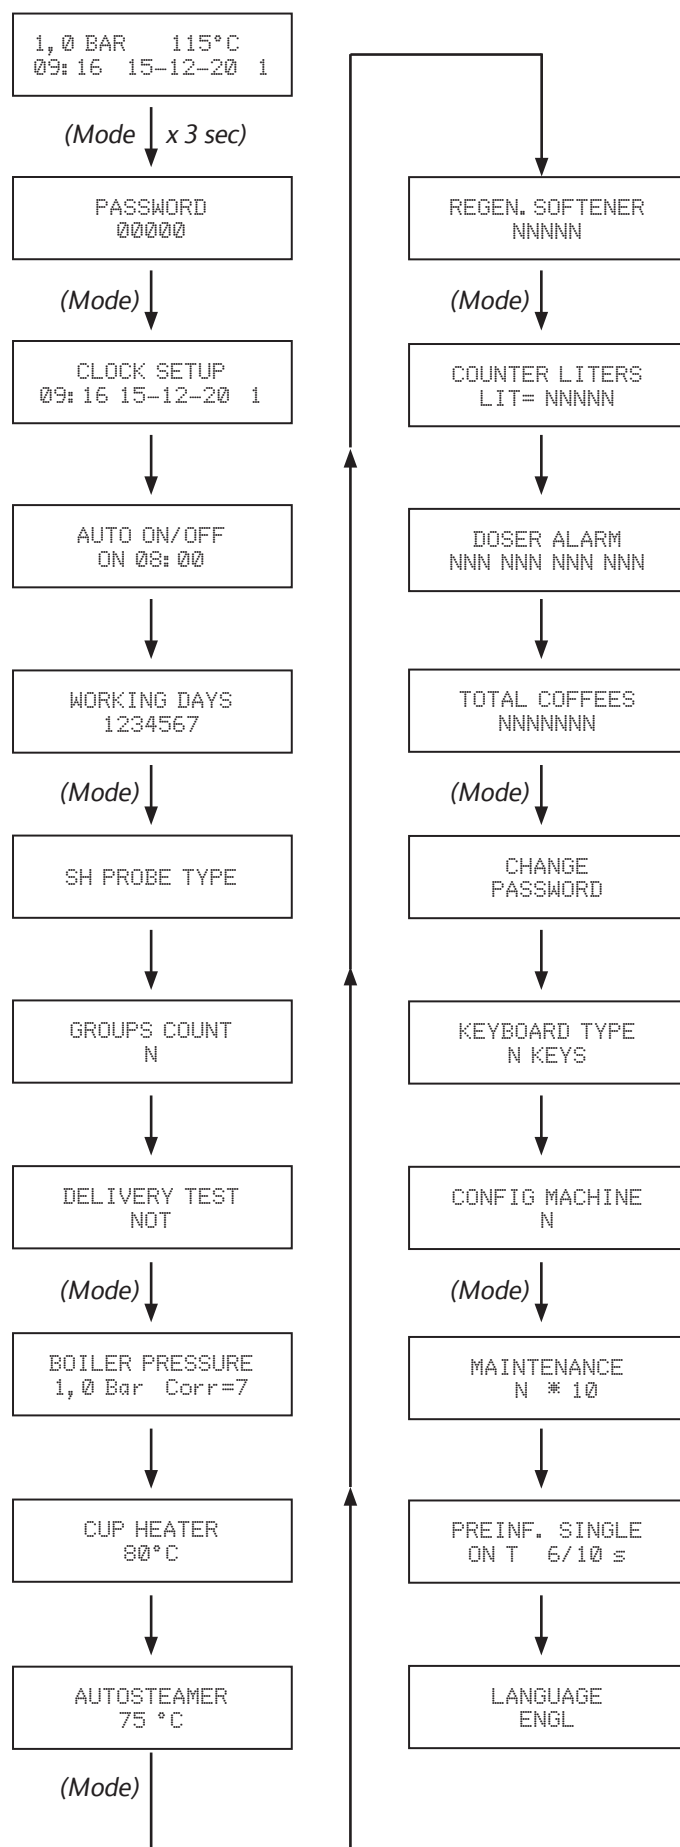 1,0 BAR 115°C
09:16 15-12-20 1
(Mode x 3 sec)
PASSWORD
00000
(Mode)
CLOCK SETUP
09:16 15-12-20 1
AUTO ON/OFF
ON 08:00
WORKING DAYS
1234567
(Mode)
SH PROBE TYPE
GROUPS COUNT
N
DELIVERY TEST
NOT
(Mode)
BOILER PRESSURE
1,0 Bar Corr=7
CUP HEATER
80°C
AUTOSTEAMER
75 °C
(Mode)
REGEN. SOFTENER
NNNNN
(Mode)
COUNTER LITERS
LIT= NNNNN
DOSER ALARM
NNN NNN NNN NNN
TOTAL COFFEES
NNNNNNN
(Mode)
CHANGE
PASSWORD
KEYBOARD TYPE
N KEYS
CONFIG MACHINE
N
(Mode)
MAINTENANCE
N * 10
PREINF. SINGLE
ON T 6/10 s
LANGUAGE
ENGL